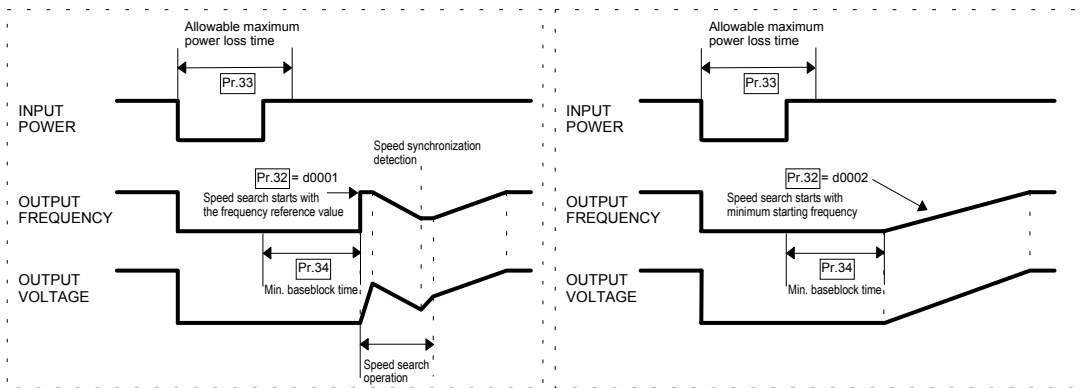 Allowable maximum
power loss time
Pr.33
INPUT
POWER
Speed synchronization
detection
Pr.32 = d0001
Speed search starts with
the frequency reference value
OUTPUT
FREQUENCY
Pr.34
Min. baseblock time
OUTPUT
VOLTAGE
Speed search
operation
Allowable maximum
power loss time
Pr.33
INPUT
POWER
Pr.32 = d0002
Speed search starts with
minimum starting frequency
OUTPUT
FREQUENCY
Pr.34
Min. baseblock time
OUTPUT
VOLTAGE